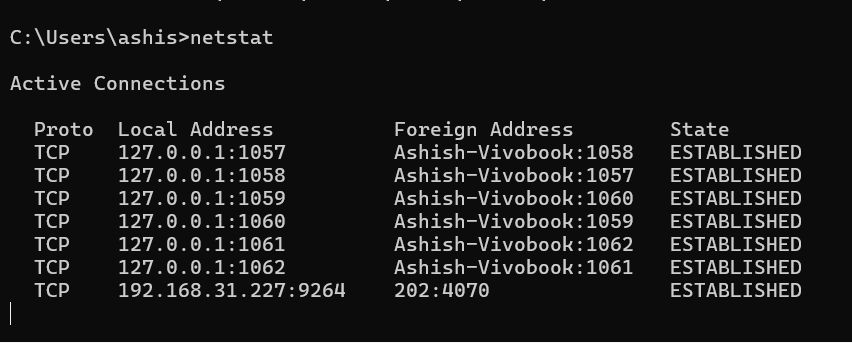 C:\Users\ashis>netstat
Active Connections
Proto  Local Address          Foreign Address        State
TCP    127.0.0.1:1057         Ashish-Vivobook:1058   ESTABLISHED
TCP    127.0.0.1:1058         Ashish-Vivobook:1057   ESTABLISHED
TCP    127.0.0.1:1059         Ashish-Vivobook:1060   ESTABLISHED
TCP    127.0.0.1:1060         Ashish-Vivobook:1059   ESTABLISHED
TCP    127.0.0.1:1061         Ashish-Vivobook:1062   ESTABLISHED
TCP    127.0.0.1:1062         Ashish-Vivobook:1061   ESTABLISHED
TCP    192.168.31.227:9264    202:4070               ESTABLISHED